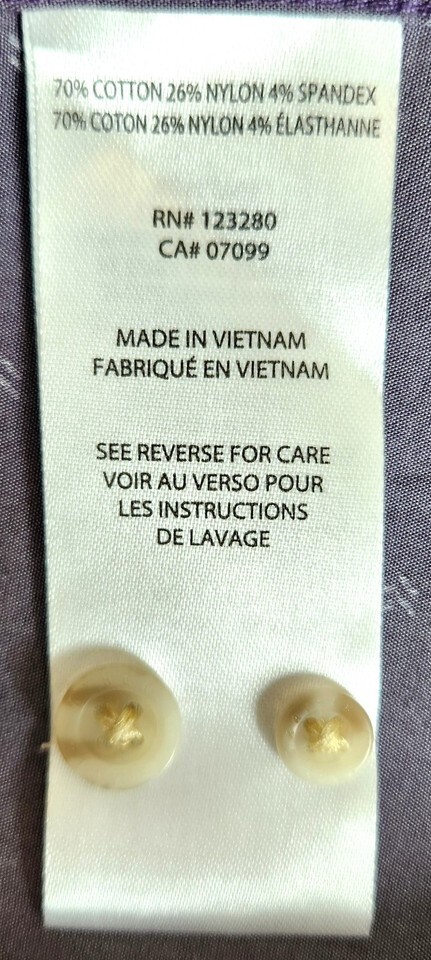 70% COTTON 26% NYLON 4% SPANDEX
70% COTON 26% NYLON 4% ÉLASTHANNE
RN# 123280
CA# 07099
MADE IN VIETNAM
FABRIQUÉ EN VIETNAM
SEE REVERSE FOR CARE
VOIR AU VERSO POUR
LES INSTRUCTIONS
DE LAVAGE